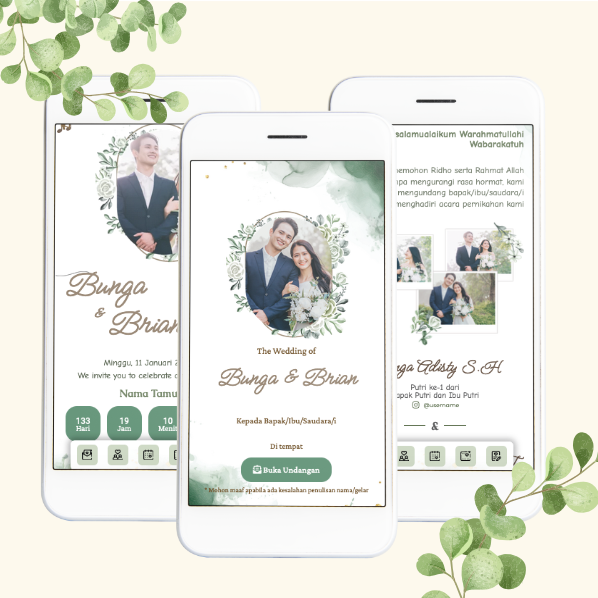 Bunga
&
Brian
Minggu, 11 Januari 2
We invite you to celebrate
Nama Tamu
133
Hari
19
Jam
10
Menit
The Wedding of
Bunga & Brian
Kepada Bapak/Ibu/Saudara/i
Di tempat
Buka Undangan
* Mohon maaf apabila ada kesalahan penulisan nama/gelar
salamualaikum Warahmatullahi
Wabarakatuh
emohon Ridho serta Rahmat Allah
pa mengurangi rasa hormat, kami
mengundang bapak/ibu/saudara/i
menghadiri acara pernikahan kami
nga Adisty S.H
Putri ke-1 dari
apak Putri dan Ibu Putri
@username
&